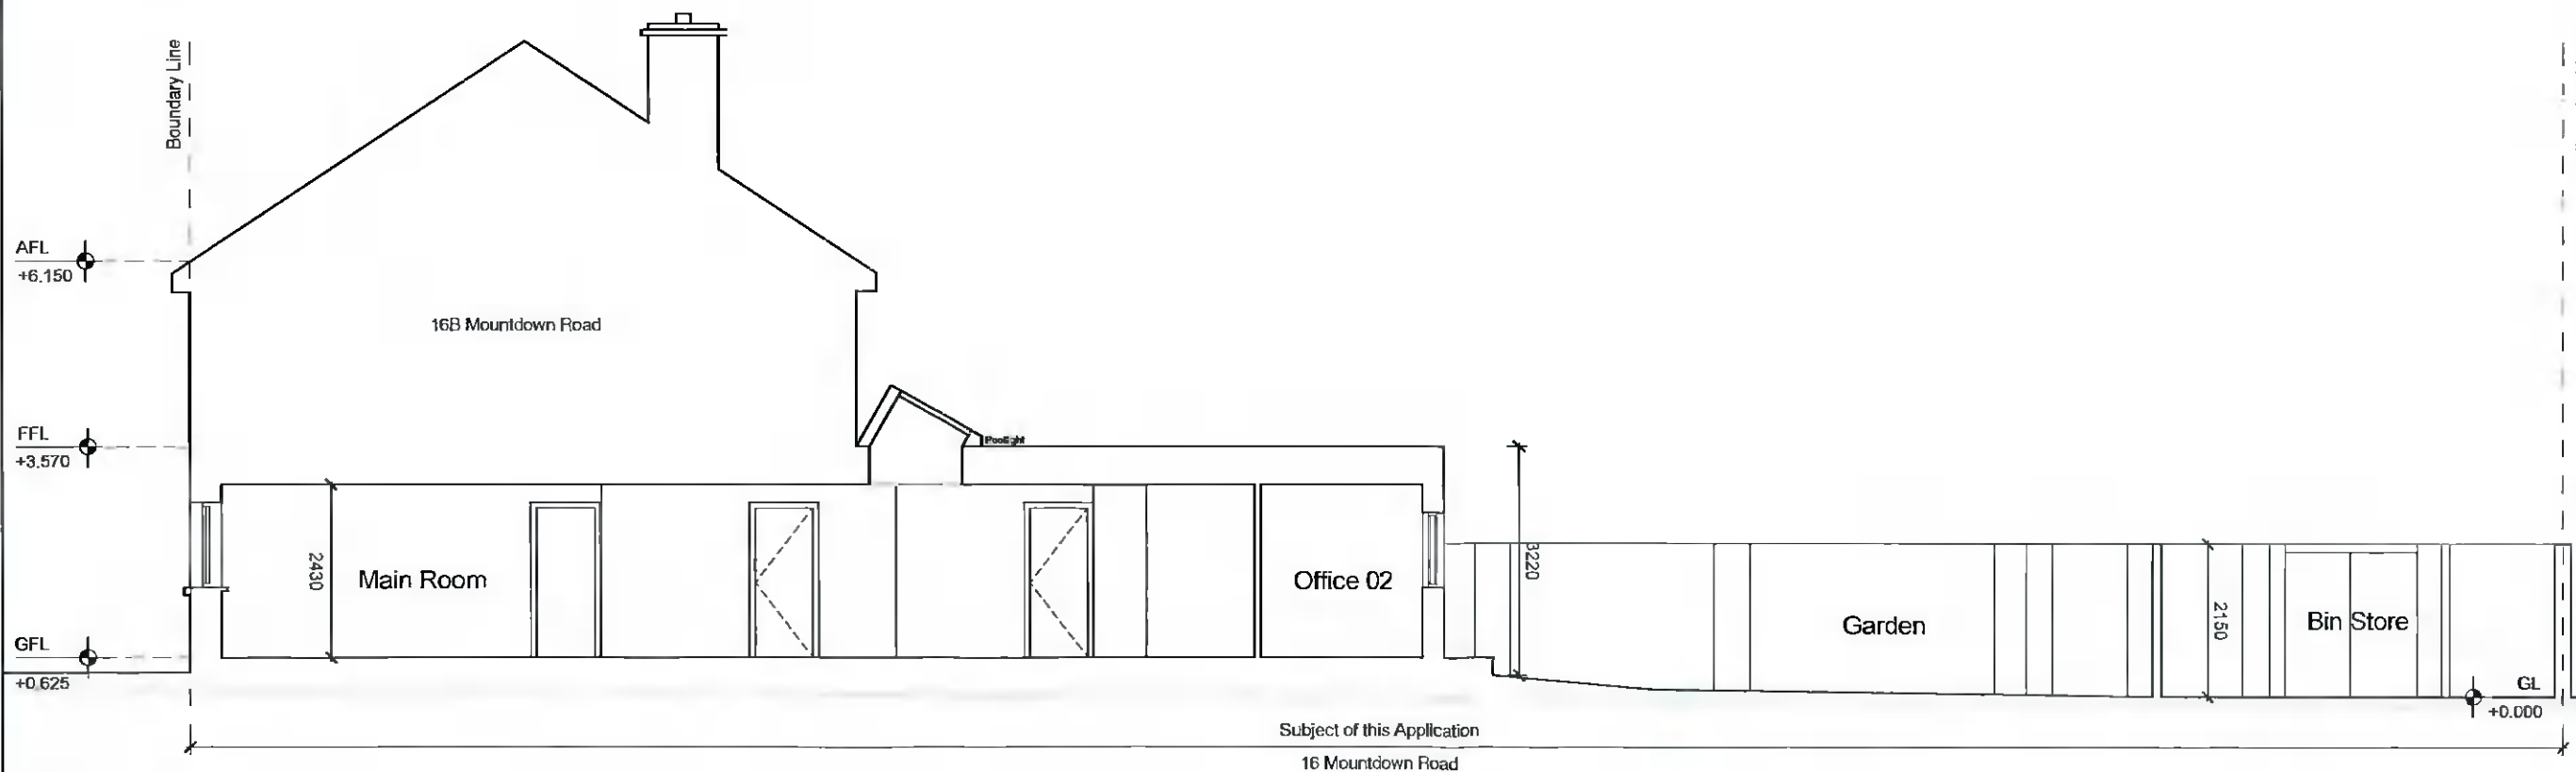 Boundary Line
AFL
+6.150
16B Mountdown Road
FFL
+3.570
Rooflight
2430
Main Room
Office 02
3220
Garden
2150
Bin Store
GFL
+0.625
GL
+0.000
Subject of this Application
16 Mountdown Road